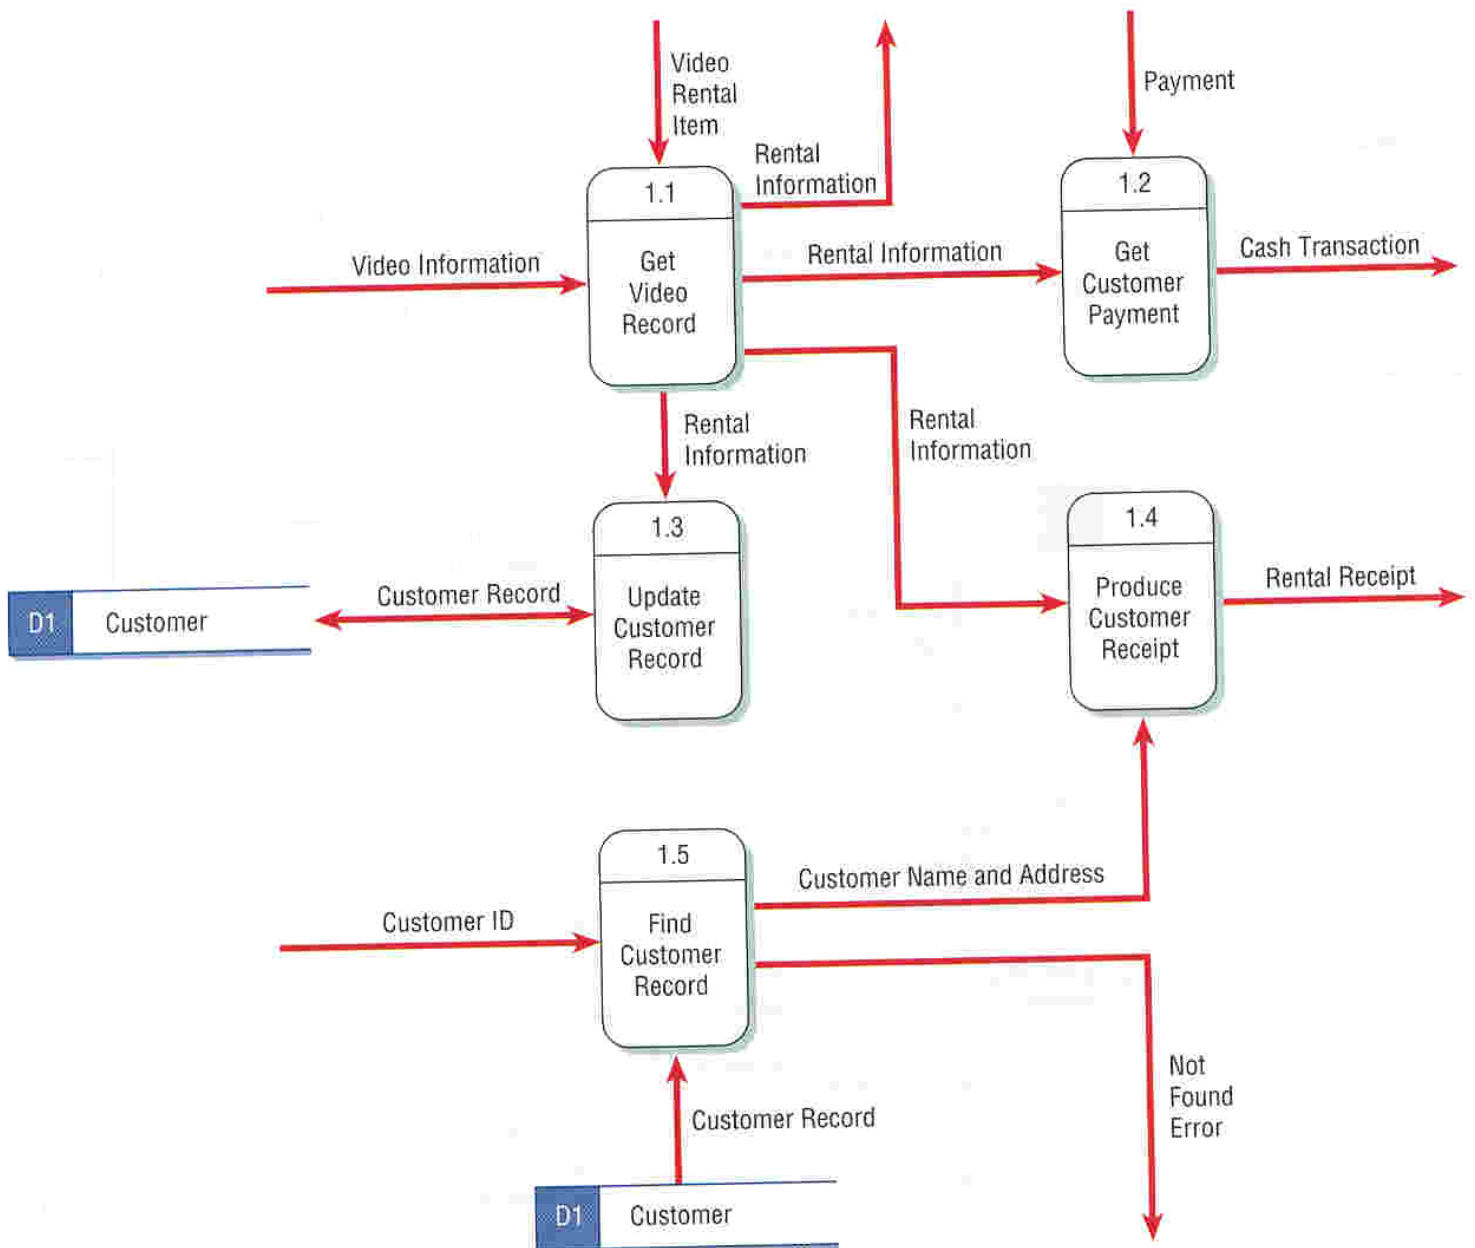 Video
Rental
Item
Payment
Rental
Information
1.1
1.2
Video Information
Get
Video
Record
Rental Information
Get
Customer
Payment
Cash Transaction
Rental
Information
Rental
Information
1.3
1.4
D1
Customer
Customer Record
Update
Customer
Record
Produce
Customer
Receipt
Rental Receipt
1.5
Customer Name and Address
Customer ID
Find
Customer
Record
Not
Found
Error
Customer Record
D1
Customer